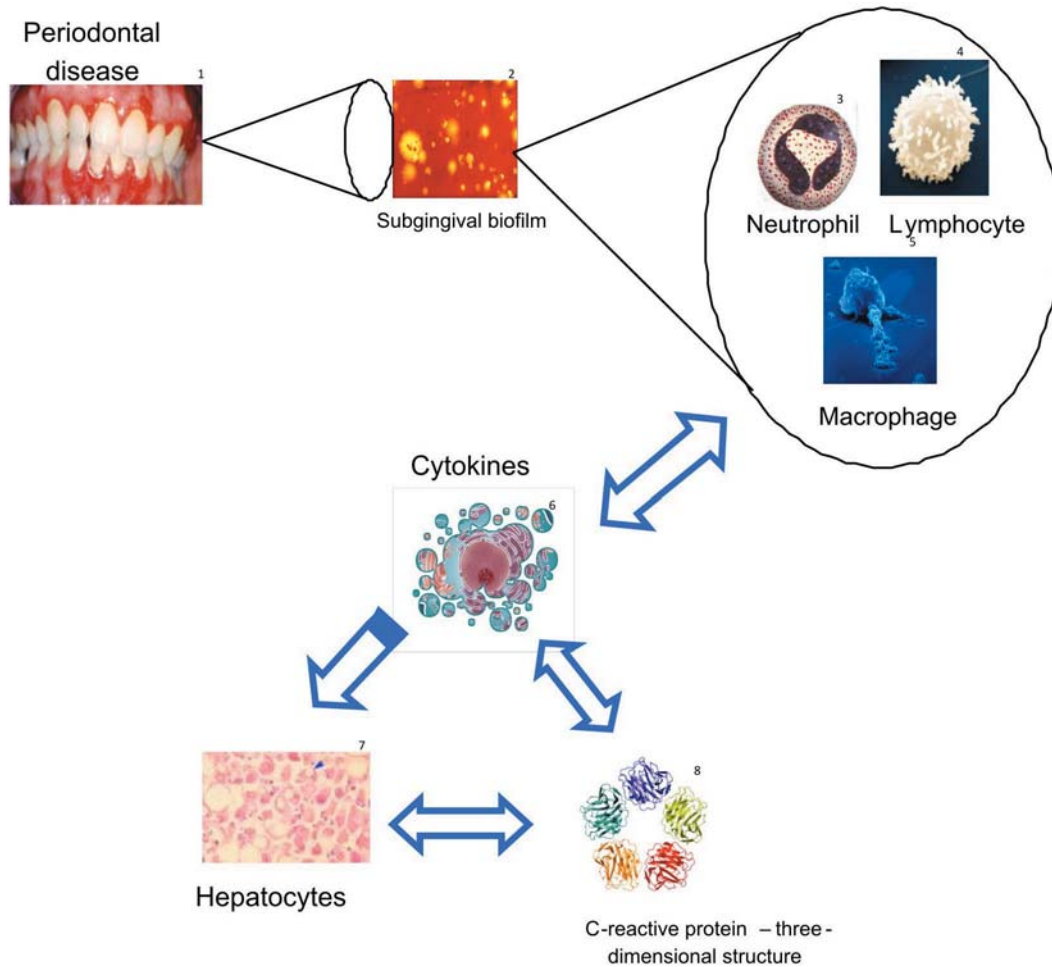 Periodontal
disease
1
2
Subgingival biofilm
3
4
Neutrophil
Lymphocyte
5
Macrophage
Cytokines
6
7
Hepatocytes
8
C-reactive protein – three-
dimensional structure